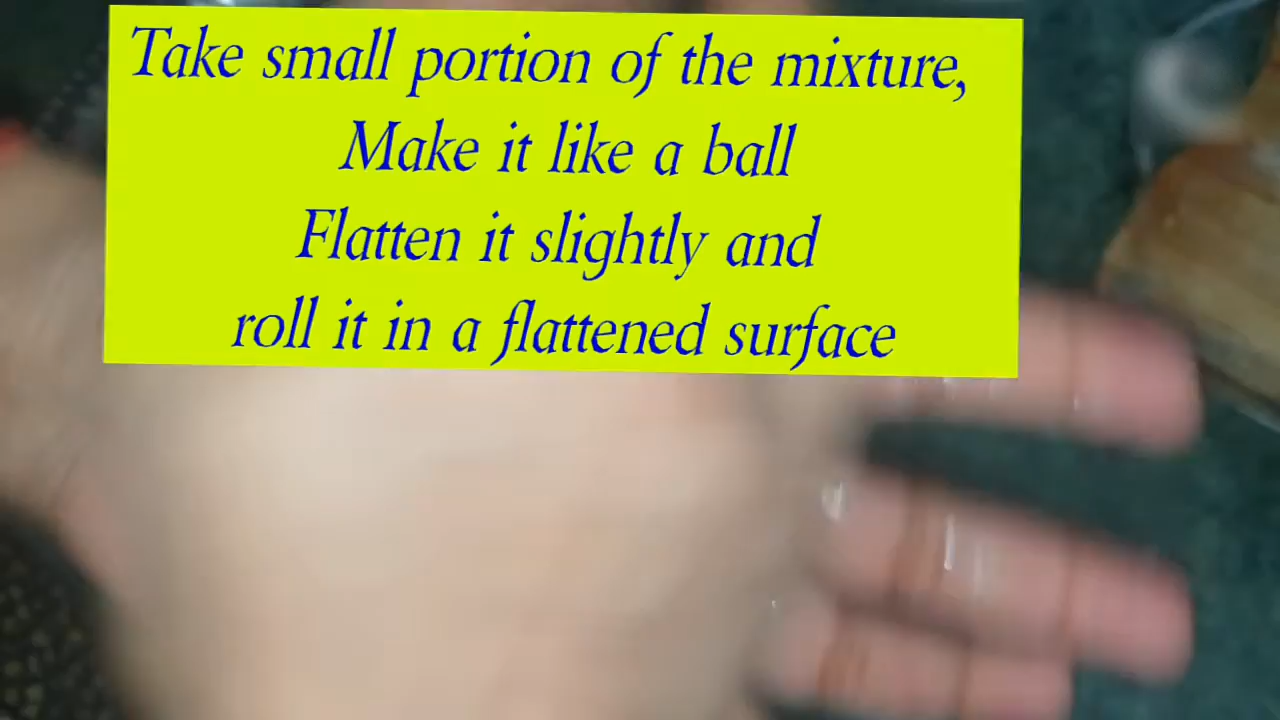 Take small portion of the mixture,
Make it like a ball
Flatten it slightly and
roll it in a flattened surface